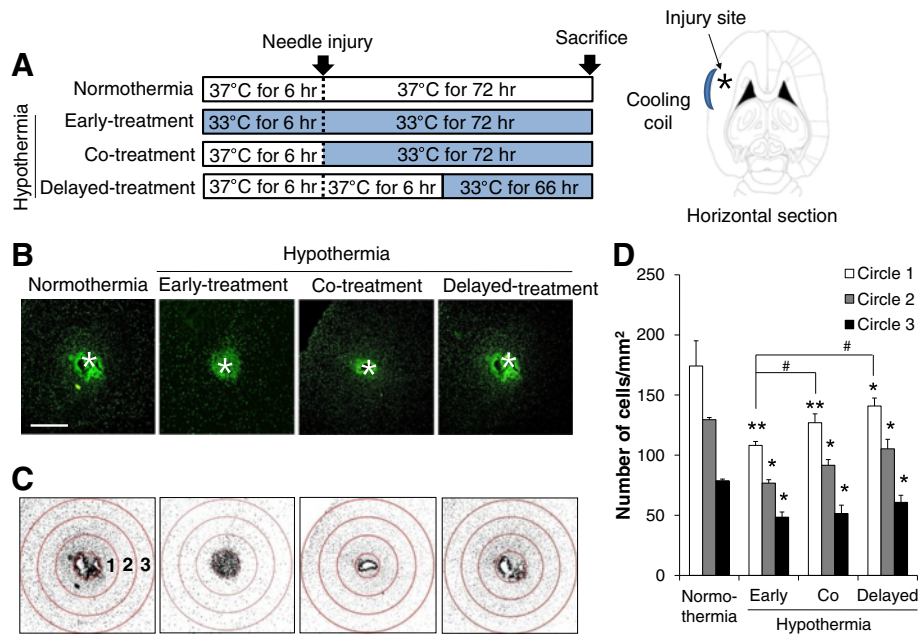 A
Needle injury
Sacrifice
Normothermia
37°C for 6 hr
37°C for 72 hr
Hypothermia
Early-treatment
33°C for 6 hr
33°C for 72 hr
Co-treatment
37°C for 6 hr
33°C for 72 hr
Delayed-treatment
37°C for 6 hr
37°C for 6 hr
33°C for 66 hr
Injury site
*
Cooling
coil
Horizontal section
B
Hypothermia
Normothermia
Early-treatment
Co-treatment
Delayed-treatment
* * * *
C
1 2 3
D
Number of cells/mm²
250
200
150
100
50
0
Circle 1
Circle 2
Circle 3
#
#
** * *
** * *
* * *
Normo-
thermia
Early
Co
Delayed
Hypothermia